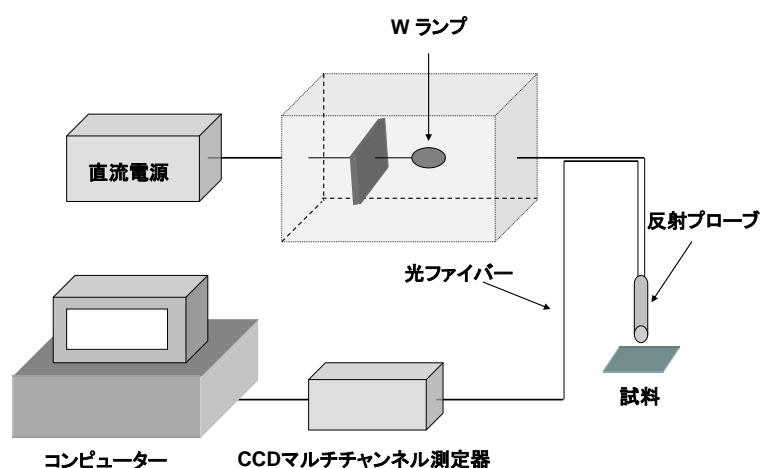 W ランプ
直流電源
反射プローブ
光ファイバー
試料
コンピューター
CCDマルチチャンネル測定器